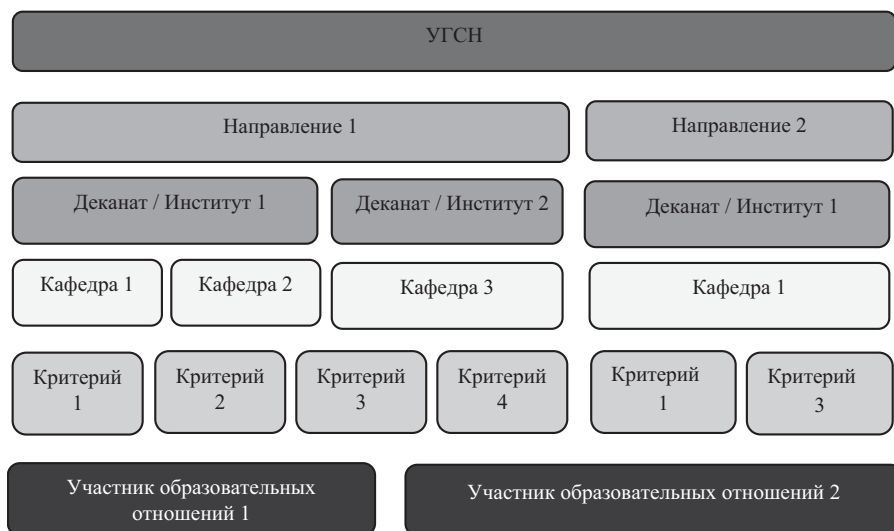 УГСН
Направление 1
Направление 2
Деканат / Институт 1
Деканат / Институт 2
Деканат / Институт 1
Кафедра 1
Кафедра 2
Кафедра 3
Кафедра 1
Критерий
1
Критерий
2
Критерий
3
Критерий
4
Критерий
1
Критерий
3
Участник образовательных
отношений 1
Участник образовательных отношений 2